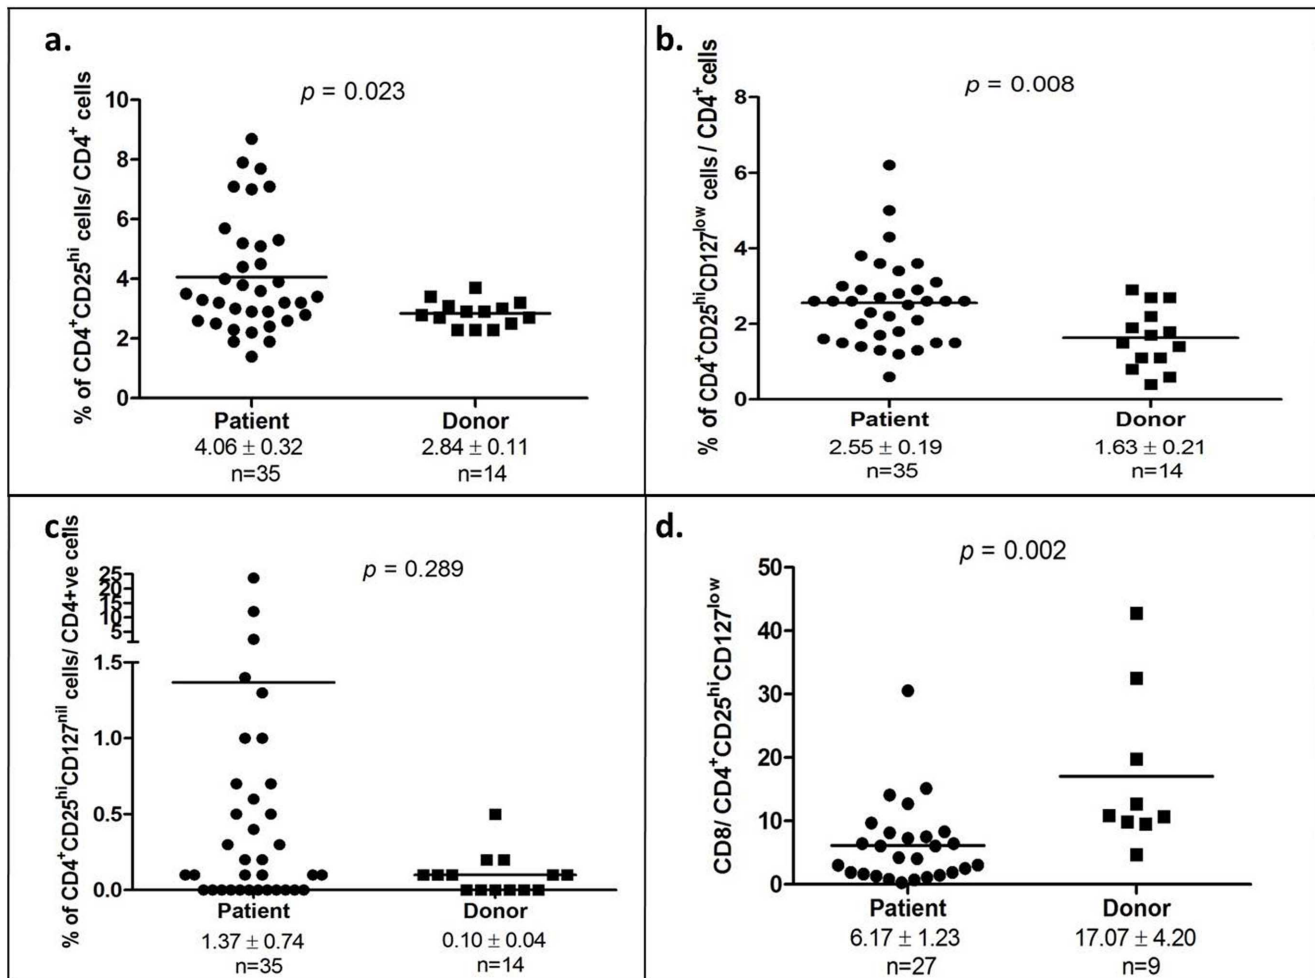 a.
% of CD4⁺CD25ʰⁱ cells/ CD4⁺ cells
p = 0.023
10
8
6
4
2
0
Patient
Donor
4.06 ± 0.32
2.84 ± 0.11
n=35
n=14
b.
% of CD4⁺CD25ʰⁱCD127ˡᵒʷ cells / CD4⁺ cells
p = 0.008
8
6
4
2
0
Patient
Donor
2.55 ± 0.19
1.63 ± 0.21
n=35
n=14
c.
% of CD4⁺CD25ʰⁱCD127ⁿⁱˡ cells/ CD4+ve cells
p = 0.289
25
20
15
10
5
1.5
1.0
0.5
0.0
Patient
Donor
1.37 ± 0.74
0.10 ± 0.04
n=35
n=14
d.
CD8/ CD4⁺CD25ʰⁱCD127ˡᵒʷ
p = 0.002
50
40
30
20
10
0
Patient
Donor
6.17 ± 1.23
17.07 ± 4.20
n=27
n=9